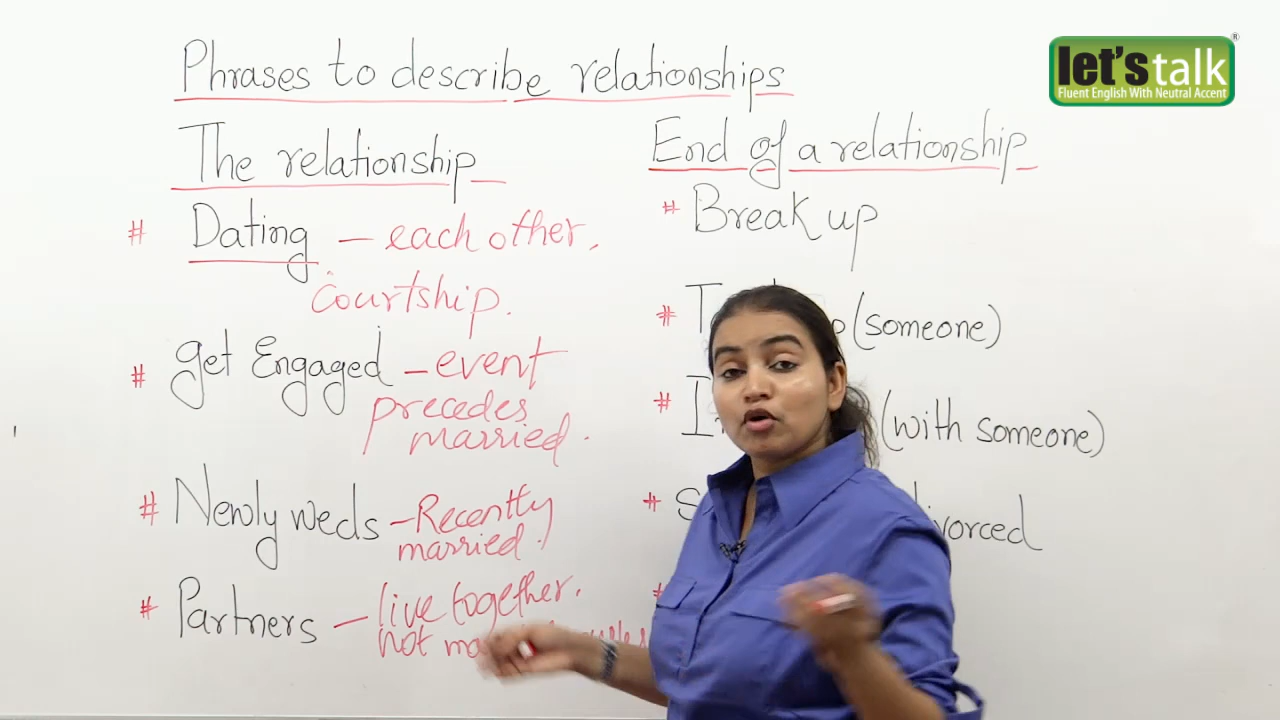 Phrases to describe relationships
The relationship
# Dating - each other.
courtship.
# get Engaged - event
precedes
married.
# Newly weds - Recently
married.
# Partners - live together.
not
End of a relationship
# Break up
# (someone)
# (with someone)
#
#
let's talk ®
Fluent English With Neutral Accent